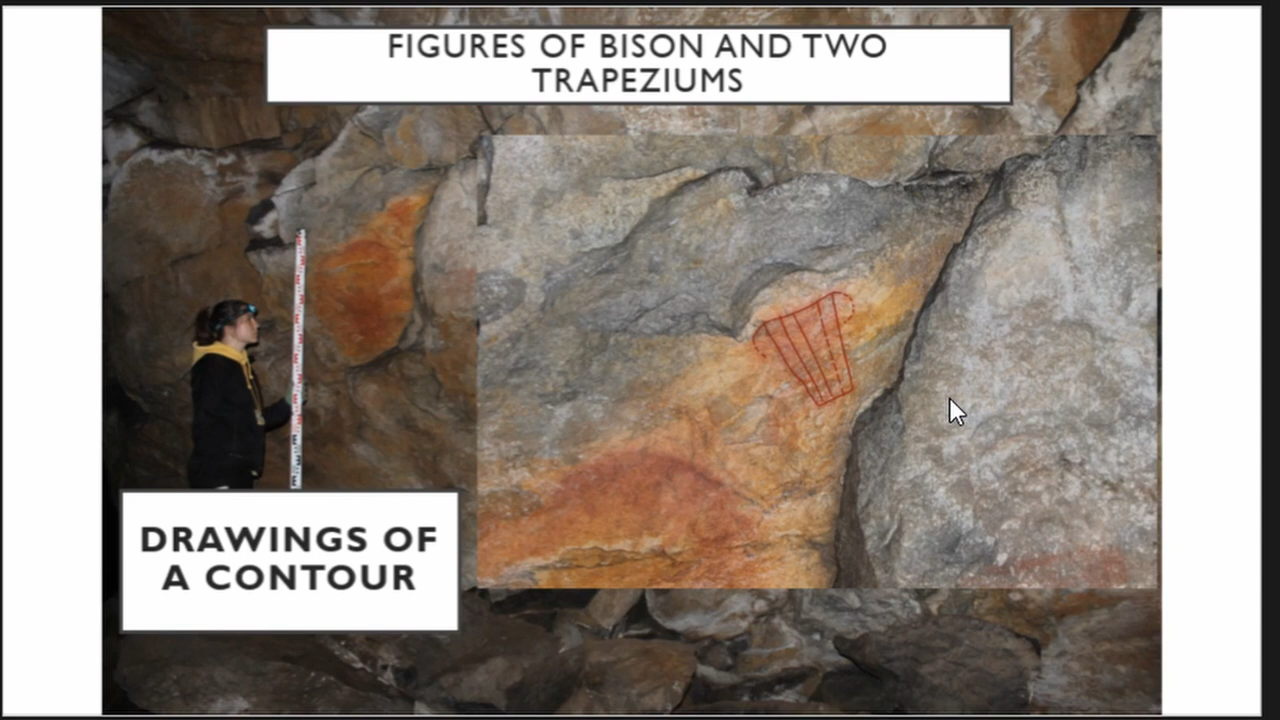 FIGURES OF BISON AND TWO
TRAPEZIUMS
DRAWINGS OF
A CONTOUR